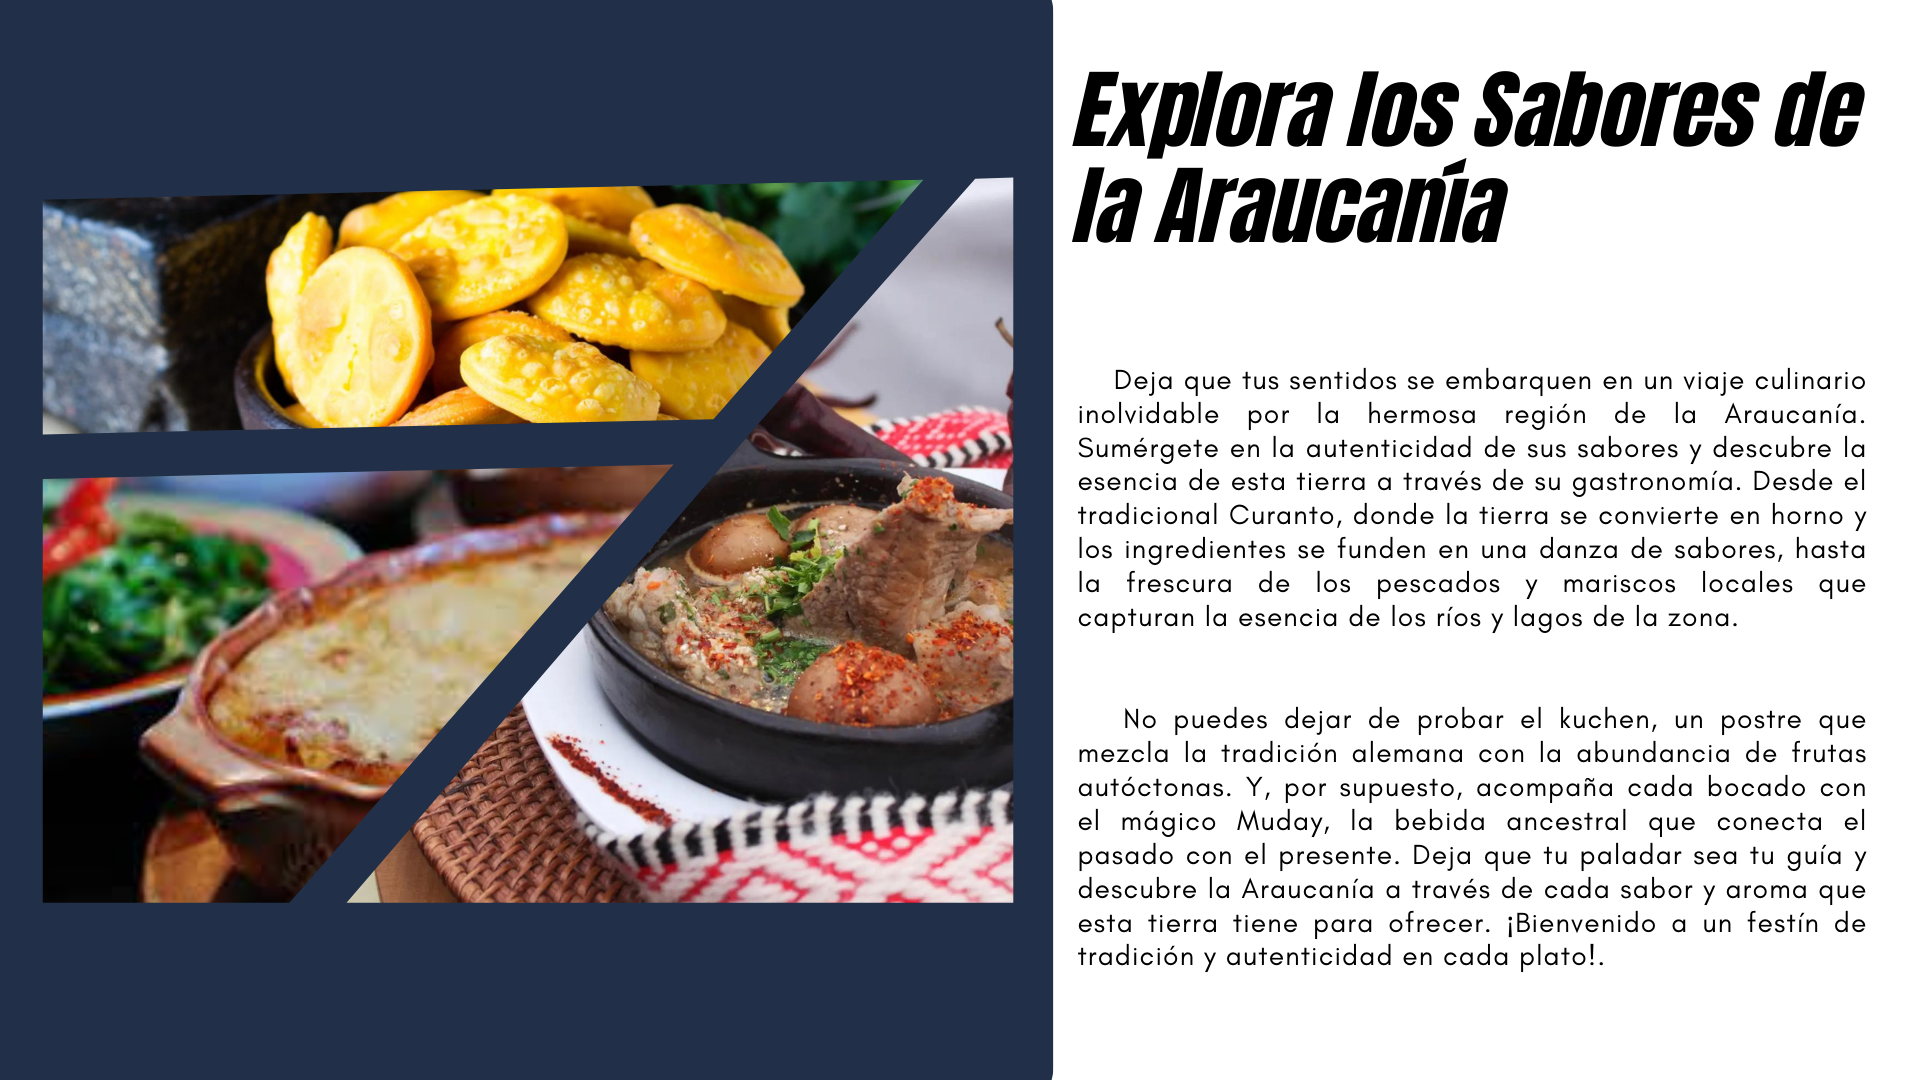 Explora los Sabores de
la Araucanía
Deja que tus sentidos se embarquen en un viaje culinario
inolvidable por la hermosa región de la Araucanía.
Sumérgete en la autenticidad de sus sabores y descubre la
esencia de esta tierra a través de su gastronomía. Desde el
tradicional Curanto, donde la tierra se convierte en horno y
los ingredientes se funden en una danza de sabores, hasta
la frescura de los pescados y mariscos locales que
capturan la esencia de los ríos y lagos de la zona.
No puedes dejar de probar el kuchen, un postre que
mezcla la tradición alemana con la abundancia de frutas
autóctonas. Y, por supuesto, acompaña cada bocado con
el mágico Muday, la bebida ancestral que conecta el
pasado con el presente. Deja que tu paladar sea tu guía y
descubre la Araucanía a través de cada sabor y aroma que
esta tierra tiene para ofrecer. ¡Bienvenido a un festín de
tradición y autenticidad en cada plato!.